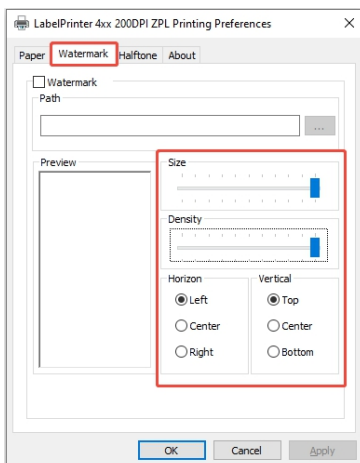 LabelPrinter 4xx 200DPI ZPL Printing Preferences
Paper Watermark Halftone About
Watermark
Path
...
Preview
Size
Density
Horizon Vertical
Left Top
Center Center
Right Bottom
OK Cancel Apply